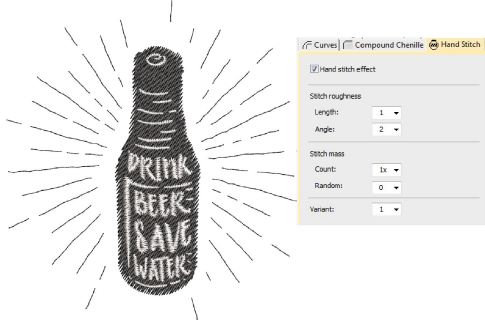 Curves
Compound Chenille
Hand Stitch
Hand stitch effect
Stitch roughness
Length: 1
Angle: 2
Stitch mass
Count: 1x
Random: 0
Variant: 1
DRINK
BEER
SAVE
WATER